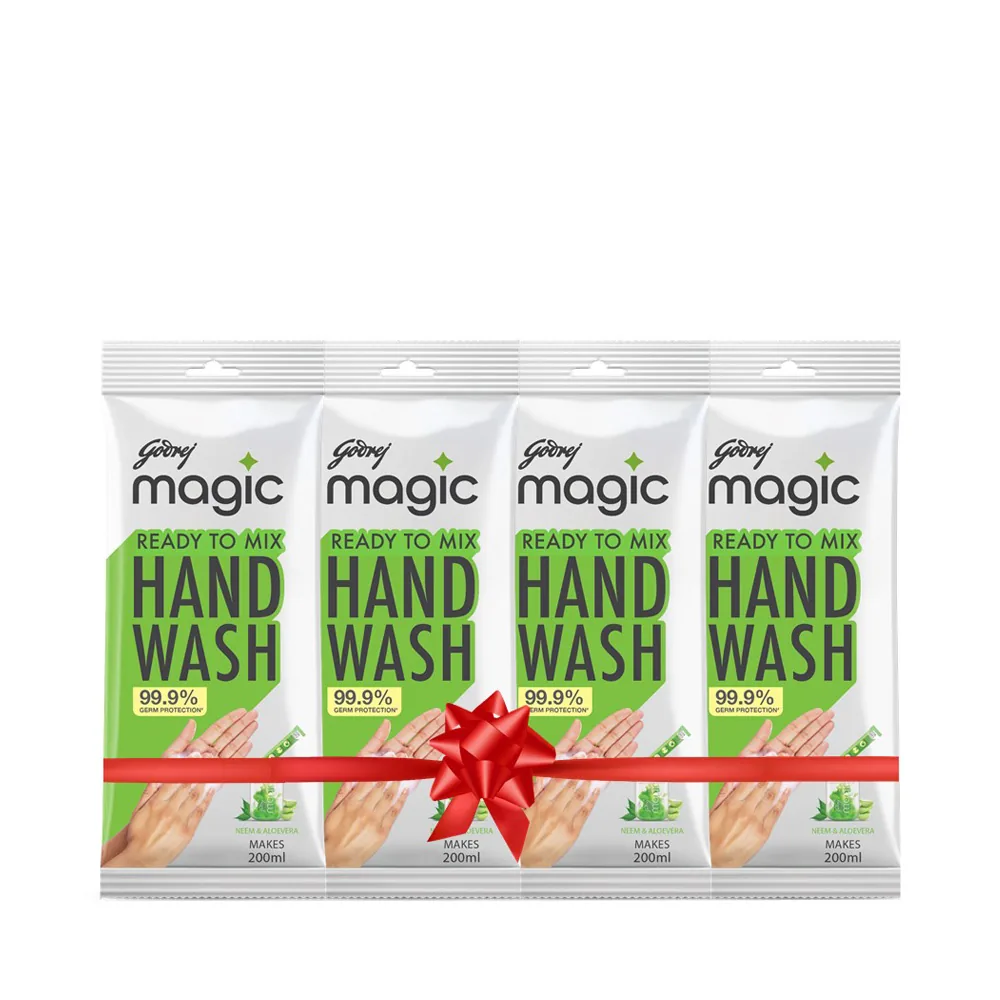 Godrej
magic
READY TO MIX
HAND
WASH
99.9%
GERM PROTECTION*
NEEM & ALOEVERA
MAKES
200ml
Godrej
magic
READY TO MIX
HAND
WASH
99.9%
GERM PROTECTION*
VERA
MAKES
200ml
Godrej
magic
READY TO MIX
HAND
WASH
99.9%
GERM PROTECTION*
NEEM & ALOEVERA
MAKES
200ml
Godrej
magic
READY TO MIX
HAND
WASH
99.9%
GERM PROTECTION*
NEEM & ALOEVERA
MAKES
200ml